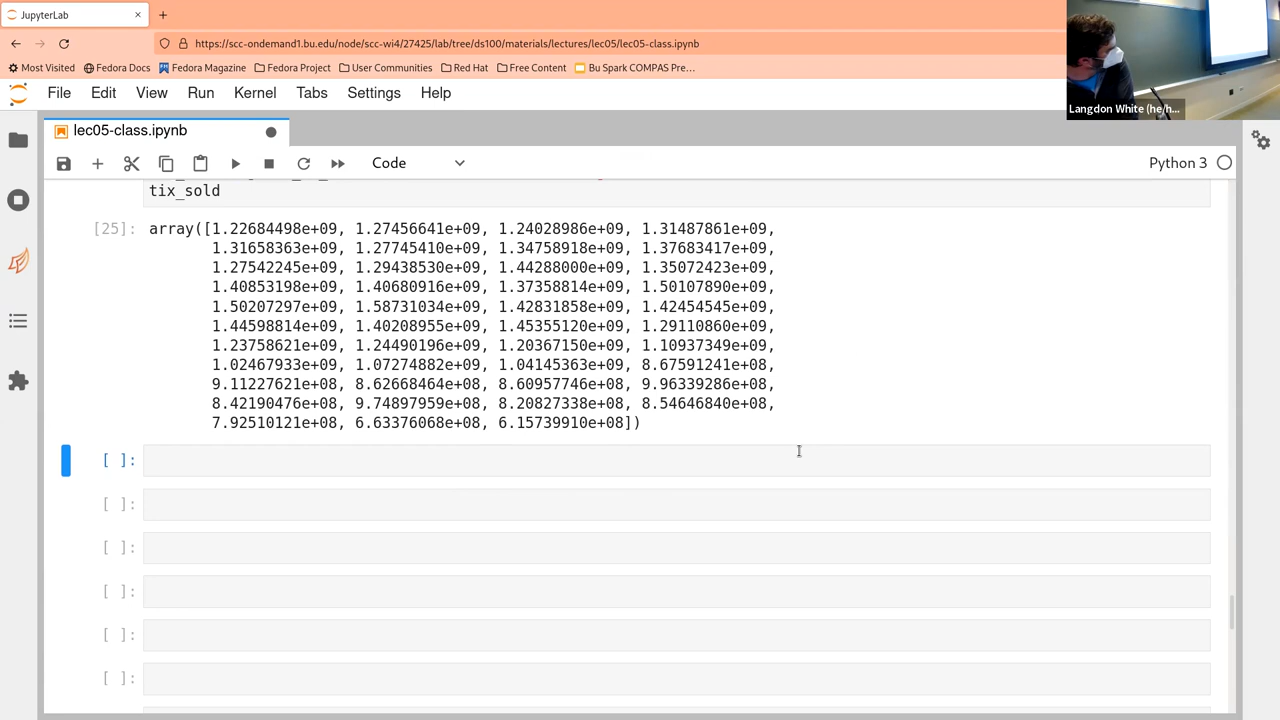 JupyterLab
https://scc-ondemand1.bu.edu/node/scc-wi4/27425/lab/tree/ds100/materials/lectures/lec05/lec05-class.ipynb
Most Visited Fedora Docs Fedora Magazine Fedora Project User Communities Red Hat Free Content Bu Spark COMPAS Pre…
Langdon White (he/h...
File Edit View Run Kernel Tabs Settings Help
lec05-class.ipynb
Code Python 3
tix_sold
[25]: array([1.22684498e+09, 1.27456641e+09, 1.24028986e+09, 1.31487861e+09,
1.31658363e+09, 1.27745410e+09, 1.34758918e+09, 1.37683417e+09,
1.27542245e+09, 1.29438530e+09, 1.44288000e+09, 1.35072423e+09,
1.40853198e+09, 1.40680916e+09, 1.37358814e+09, 1.50107890e+09,
1.50207297e+09, 1.58731034e+09, 1.42831858e+09, 1.42454545e+09,
1.44598814e+09, 1.40208955e+09, 1.45355120e+09, 1.29110860e+09,
1.23758621e+09, 1.24490196e+09, 1.20367150e+09, 1.10937349e+09,
1.02467933e+09, 1.07274882e+09, 1.04145363e+09, 8.67591241e+08,
9.11227621e+08, 8.62668464e+08, 8.60957746e+08, 9.96339286e+08,
8.42190476e+08, 9.74897959e+08, 8.20827338e+08, 8.54646840e+08,
7.92510121e+08, 6.63376068e+08, 6.15739910e+08])
[ ]:
[ ]:
[ ]:
[ ]:
[ ]:
[ ]: